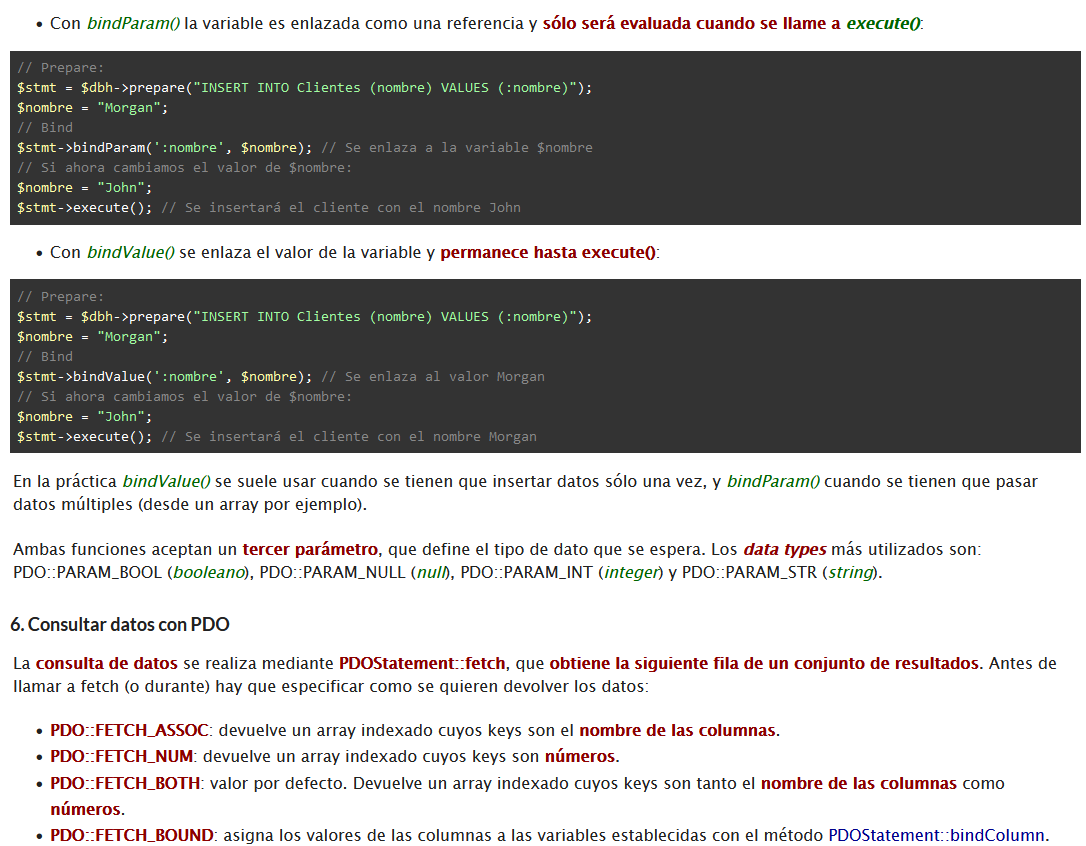 • Con bindParam() la variable es enlazada como una referencia y sólo será evaluada cuando se llame a execute():
// Prepare:
$stmt = $dbh->prepare("INSERT INTO Clientes (nombre) VALUES (:nombre)");
$nombre = "Morgan";
// Bind
$stmt->bindParam(':nombre', $nombre); // Se enlaza a la variable $nombre
// Si ahora cambiamos el valor de $nombre:
$nombre = "John";
$stmt->execute(); // Se insertará el cliente con el nombre John
• Con bindValue() se enlaza el valor de la variable y permanece hasta execute():
// Prepare:
$stmt = $dbh->prepare("INSERT INTO Clientes (nombre) VALUES (:nombre)");
$nombre = "Morgan";
// Bind
$stmt->bindValue(':nombre', $nombre); // Se enlaza al valor Morgan
// Si ahora cambiamos el valor de $nombre:
$nombre = "John";
$stmt->execute(); // Se insertará el cliente con el nombre Morgan
En la práctica bindValue() se suele usar cuando se tienen que insertar datos sólo una vez, y bindParam() cuando se tienen que pasar
datos múltiples (desde un array por ejemplo).
Ambas funciones aceptan un tercer parámetro, que define el tipo de dato que se espera. Los data types más utilizados son:
PDO::PARAM_BOOL (booleano), PDO::PARAM_NULL (null), PDO::PARAM_INT (integer) y PDO::PARAM_STR (string).
6. Consultar datos con PDO
La consulta de datos se realiza mediante PDOStatement::fetch, que obtiene la siguiente fila de un conjunto de resultados. Antes de
llamar a fetch (o durante) hay que especificar como se quieren devolver los datos:
• PDO::FETCH_ASSOC: devuelve un array indexado cuyos keys son el nombre de las columnas.
• PDO::FETCH_NUM: devuelve un array indexado cuyos keys son números.
• PDO::FETCH_BOTH: valor por defecto. Devuelve un array indexado cuyos keys son tanto el nombre de las columnas como
números.
• PDO::FETCH_BOUND: asigna los valores de las columnas a las variables establecidas con el método PDOStatement::bindColumn.